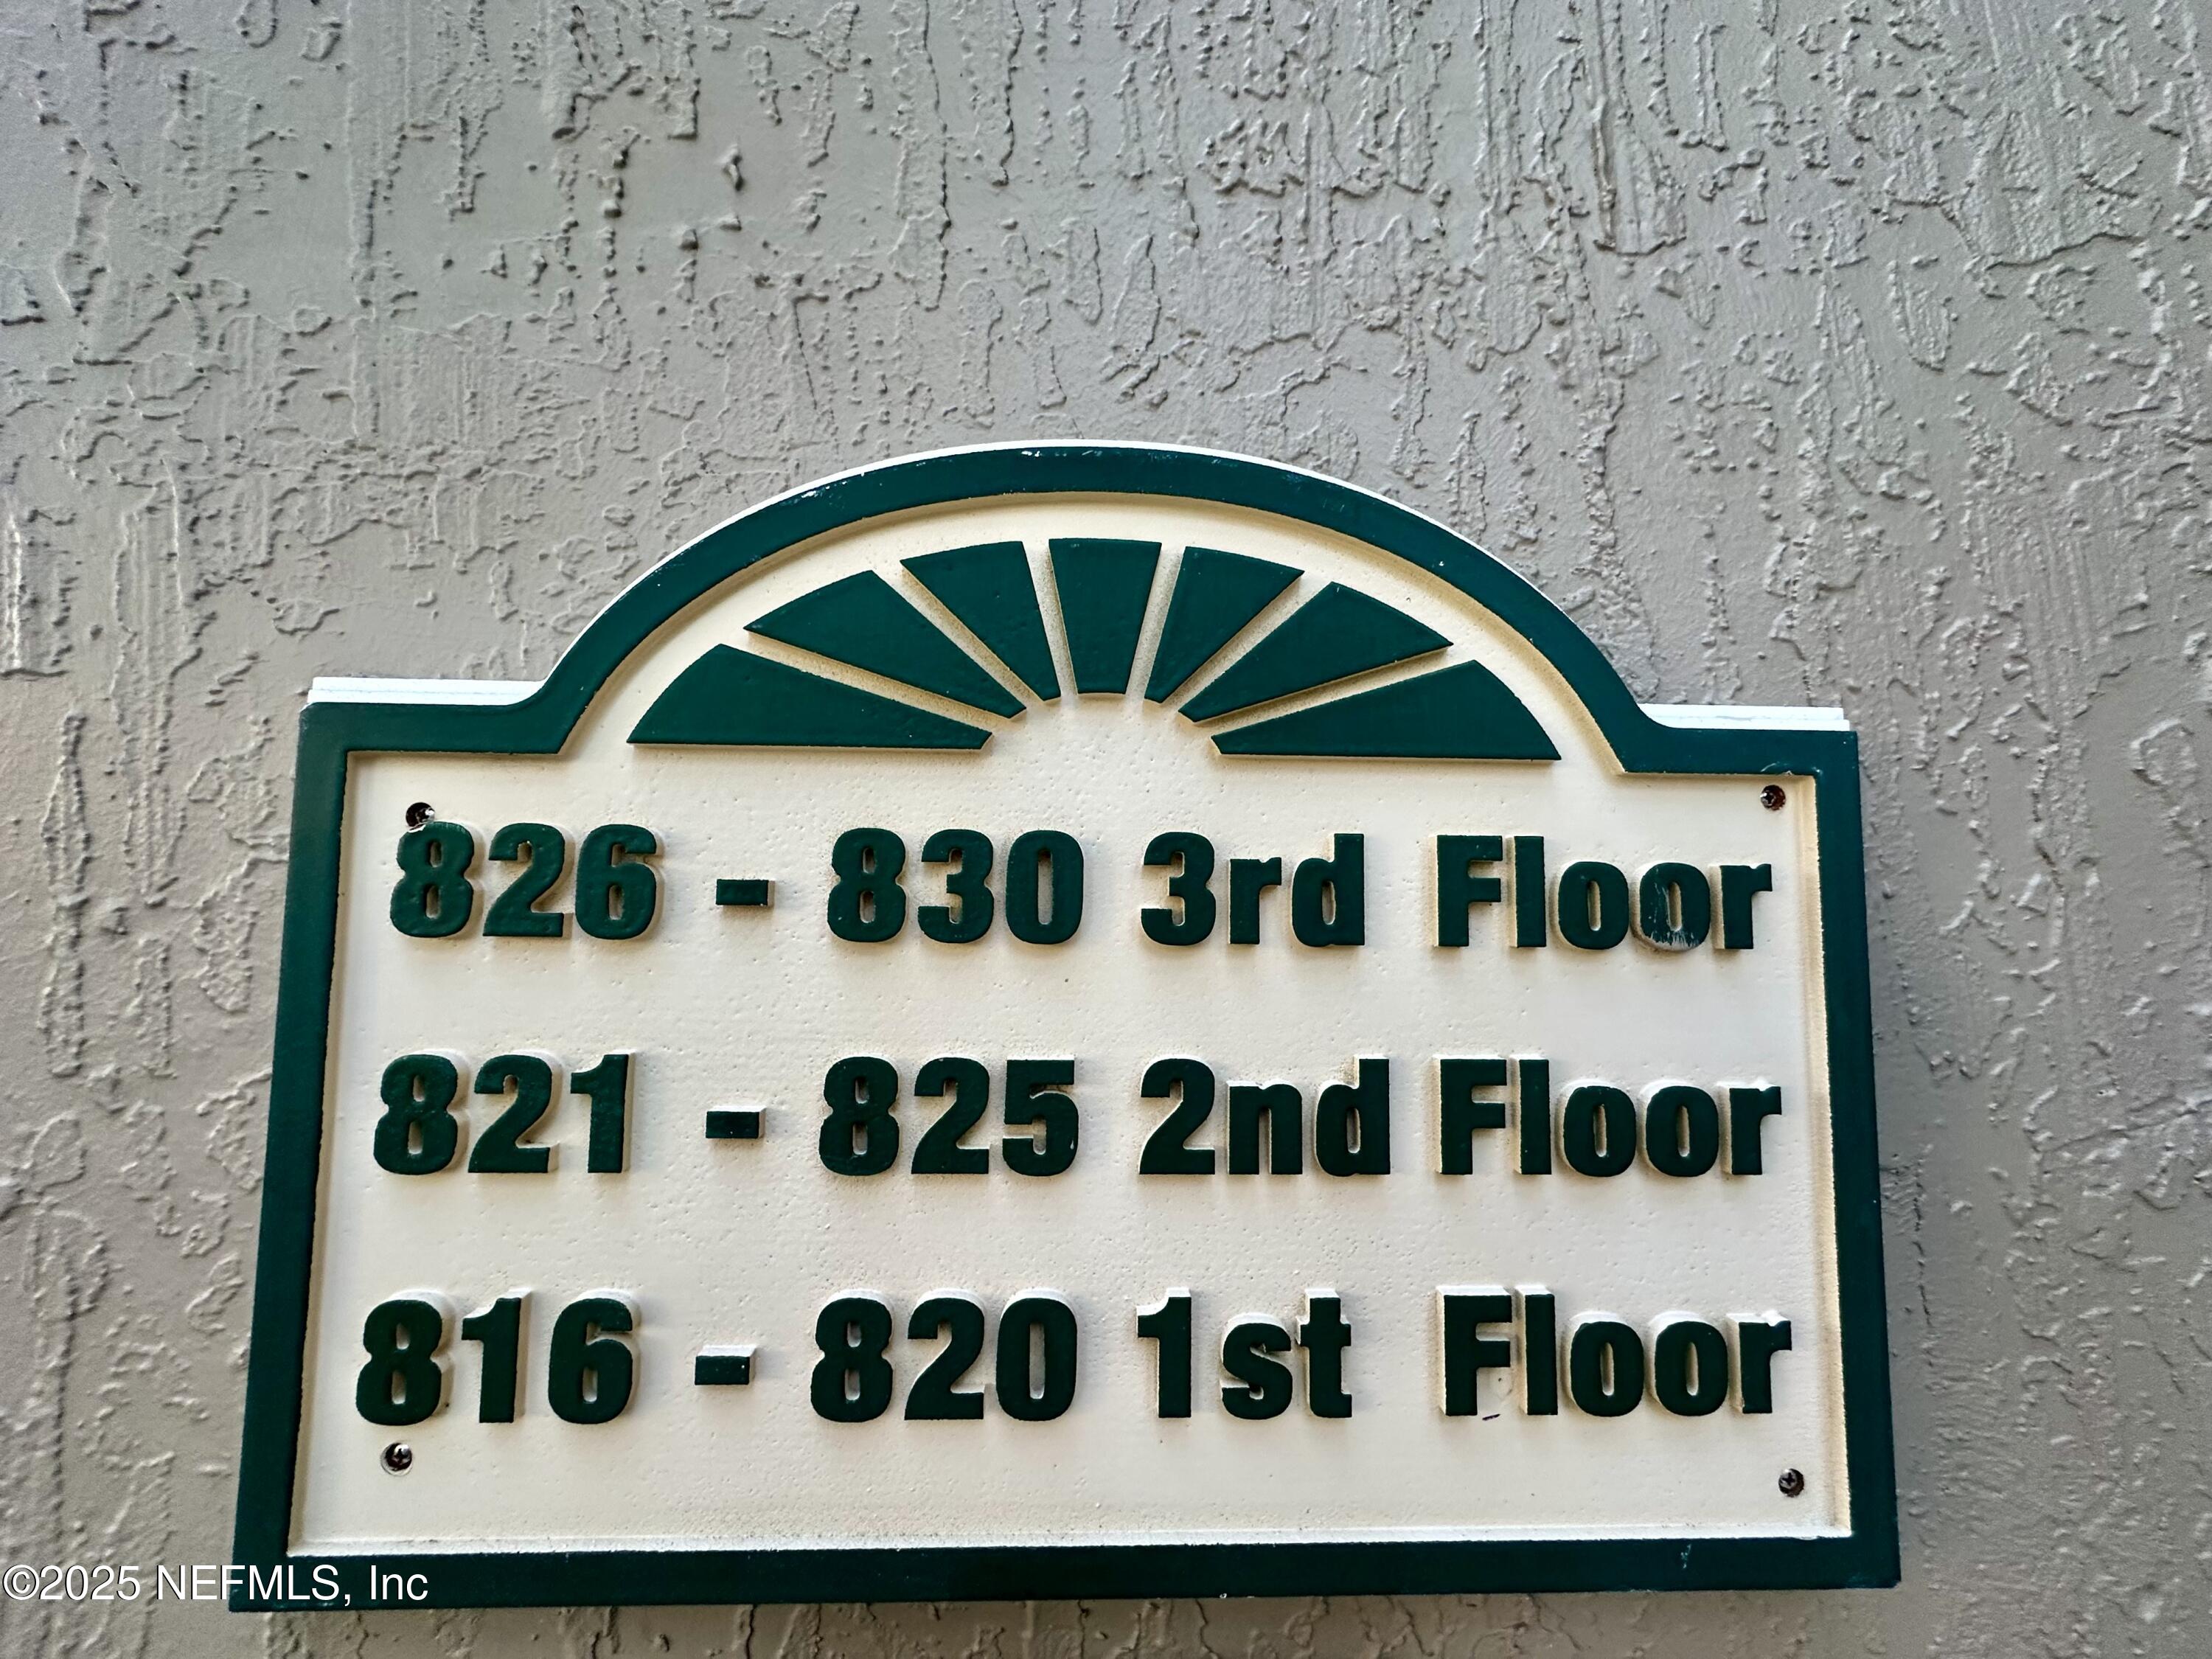 826 - 830 3rd Floor
821 - 825 2nd Floor
816 - 820 1st Floor
©2025 NEFMLS, Inc